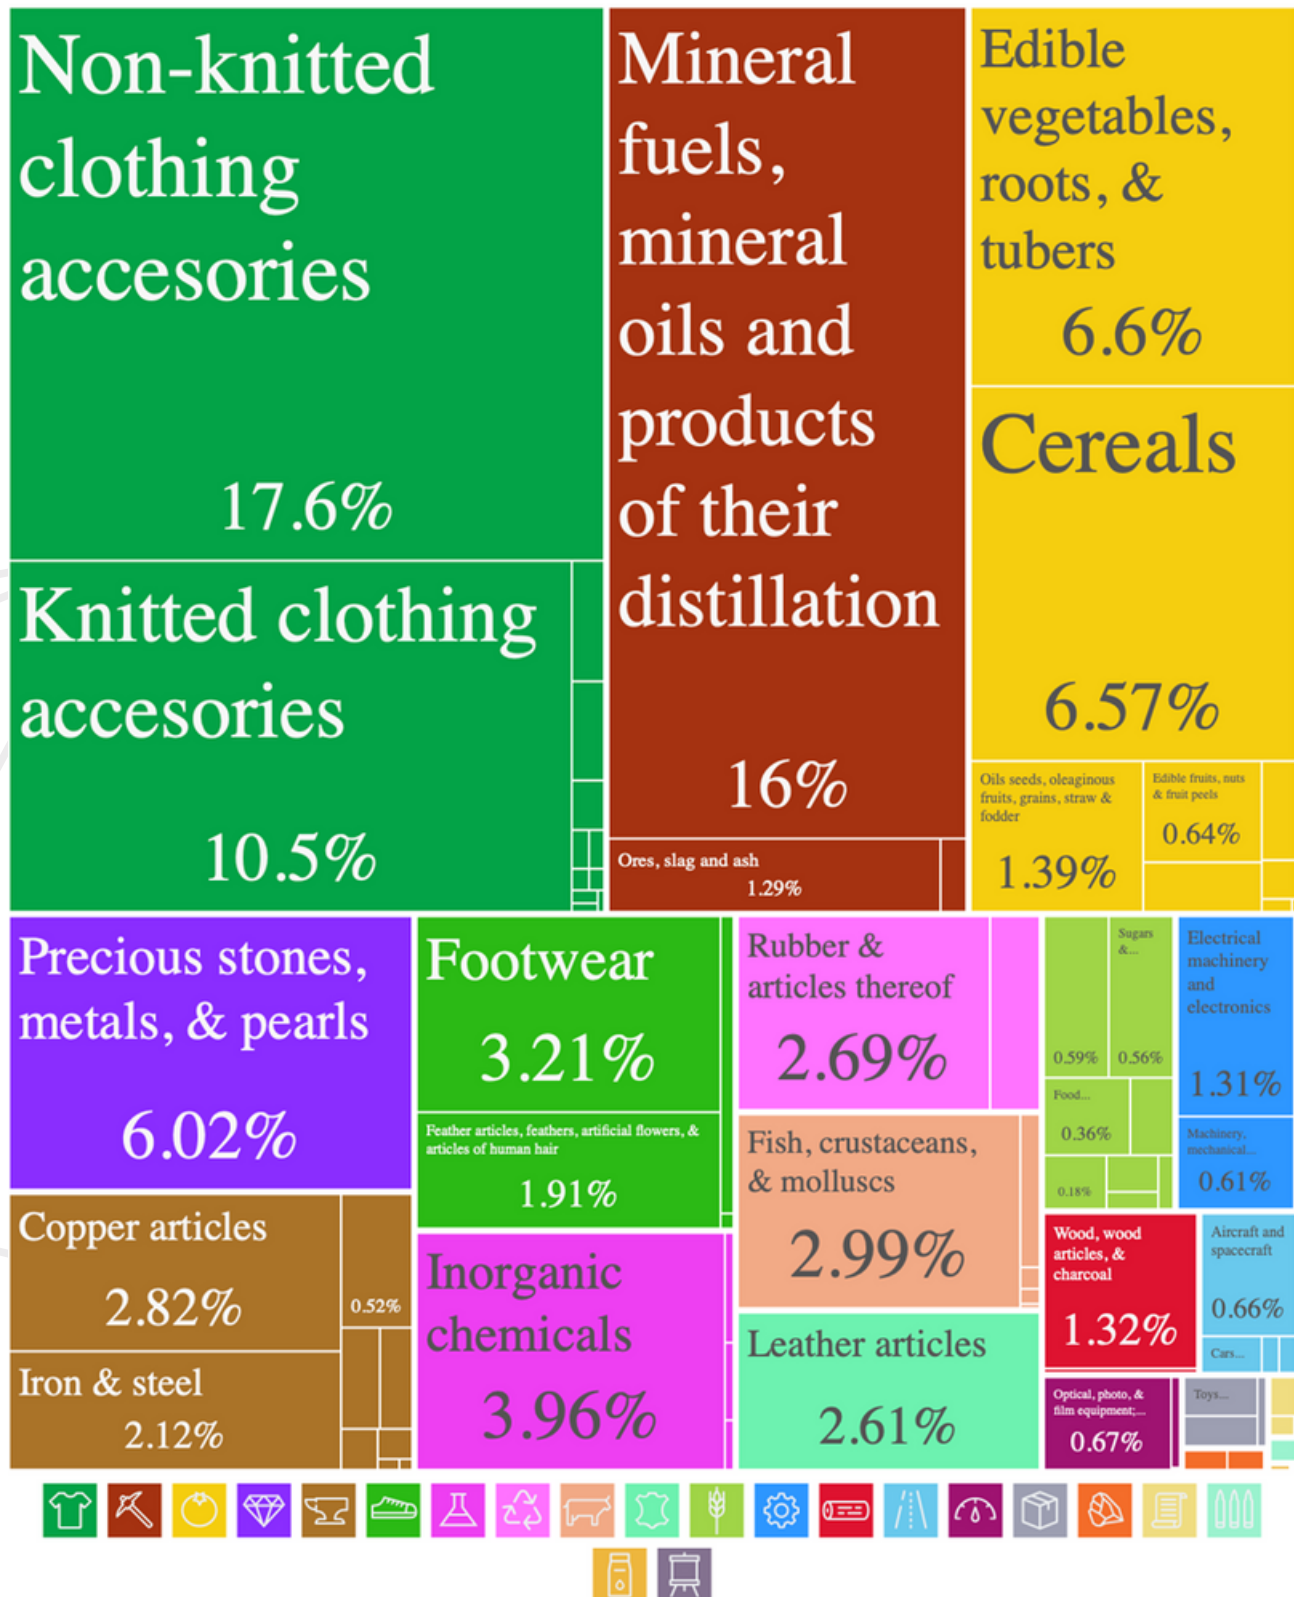 Non-knitted
clothing
accesories
17.6%
Knitted clothing
accesories
10.5%
Mineral
fuels,
mineral
oils and
products
of their
distillation
16%
Ores, slag and ash
1.29%
Edible
vegetables,
roots, &
tubers
6.6%
Cereals
6.57%
Oils seeds, oleaginous
fruits, grains, straw &
fodder
1.39%
Edible fruits, nuts
& fruit peels
0.64%
Precious stones,
metals, & pearls
6.02%
Copper articles
2.82%
0.52%
Iron & steel
2.12%
Footwear
3.21%
Feather articles, feathers, artificial flowers, &
articles of human hair
1.91%
Inorganic
chemicals
3.96%
Rubber &
articles thereof
2.69%
Fish, crustaceans,
& molluscs
2.99%
Leather articles
2.61%
0.59%
Sugars
&...
0.56%
Food...
0.36%
0.18%
Electrical
machinery
and
electronics
1.31%
Machinery,
mechanical...
0.61%
Wood, wood
articles, &
charcoal
1.32%
Aircraft and
spacecraft
0.66%
Cars...
Optical, photo, &
film equipment;...
0.67%
Toys...